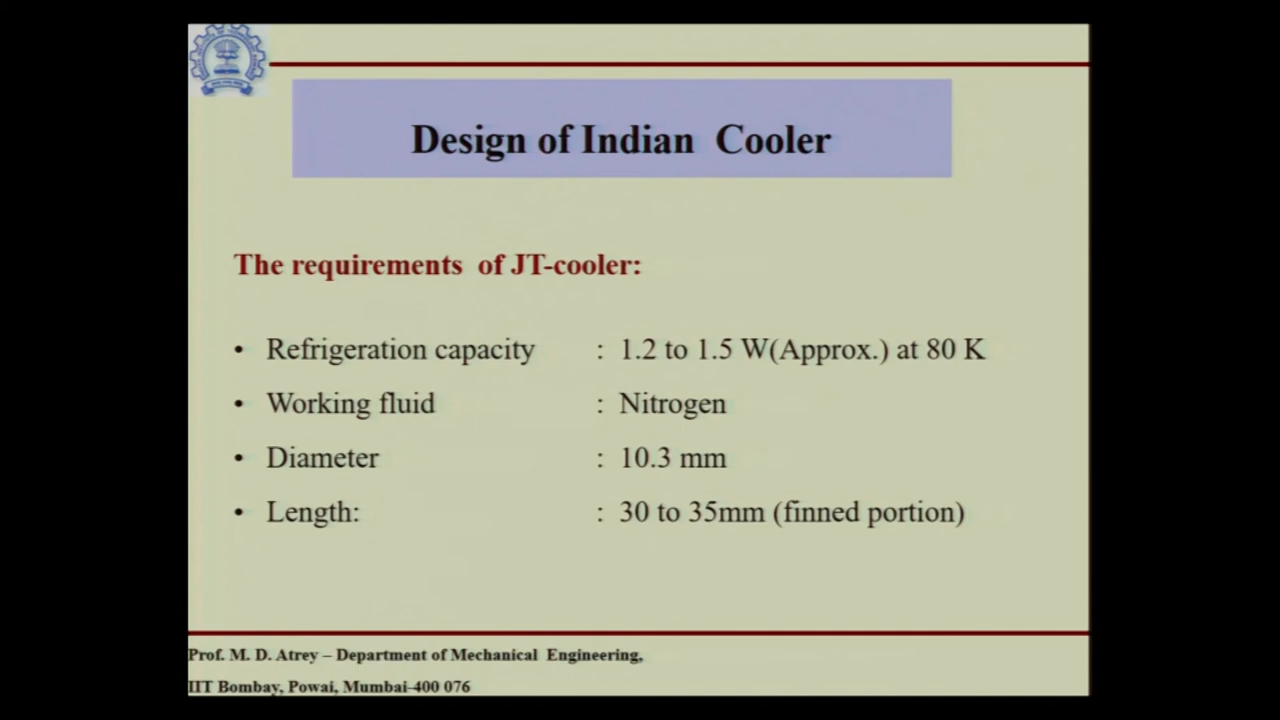 Design of Indian Cooler
The requirements of JT-cooler:
• Refrigeration capacity : 1.2 to 1.5 W(Approx.) at 80 K
• Working fluid : Nitrogen
• Diameter : 10.3 mm
• Length: : 30 to 35mm (finned portion)
Prof. M. D. Atrey – Department of Mechanical Engineering,
IIT Bombay, Powai, Mumbai-400 076